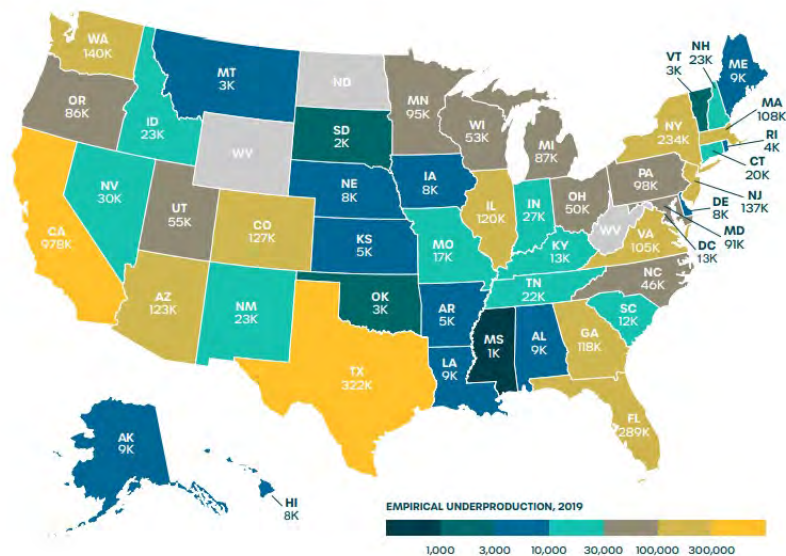 WA
140K
MT
3K
ND
MN
95K
VT
3K
NH
23K
ME
9K
OR
86K
ID
23K
SD
2K
WI
53K
MI
87K
NY
234K
MA
108K
RI
4K
CT
20K
WY
NV
30K
UT
55K
CO
127K
NE
8K
IA
8K
IL
120K
IN
27K
OH
50K
PA
98K
NJ
137K
DE
8K
MD
91K
DC
13K
CA
978K
KS
5K
MO
17K
KY
13K
WV
VA
105K
AZ
123K
NM
23K
OK
3K
AR
5K
TN
22K
NC
46K
SC
12K
TX
322K
LA
9K
MS
1K
AL
9K
GA
118K
FL
289K
AK
9K
HI
8K
EMPIRICAL UNDERPRODUCTION, 2019
1,000 3,000 10,000 30,000 100,000 300,000